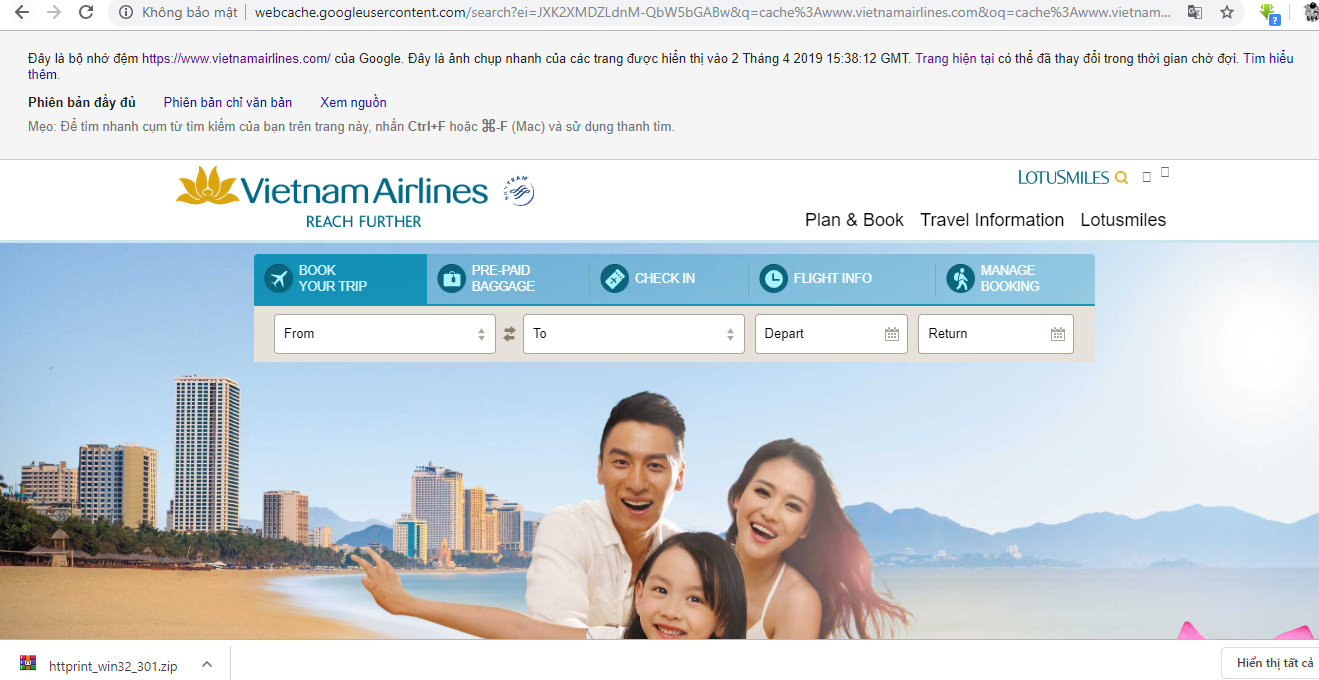 Không bảo mật
webcache.googleusercontent.com/search?ei=JXK2XMDZLdnM-QbW5bGABw&q=cache%3Awww.vietnamairlines.com&oq=cache%3Awww.vietnam...
Đây là bộ nhớ đệm https://www.vietnamairlines.com/ của Google. Đây là ảnh chụp nhanh của các trang được hiển thị vào 2 Tháng 4 2019 15:38:12 GMT. Trang hiện tại có thể đã thay đổi trong thời gian chờ đợi. Tìm hiểu
thêm.
Phiên bản đầy đủ Phiên bản chỉ văn bản Xem nguồn
Mẹo: Để tìm nhanh cụm từ tìm kiếm của bạn trên trang này, nhấn Ctrl+F hoặc ⌘-F (Mac) và sử dụng thanh tìm.
Vietnam Airlines
SKYTEAM
REACH FURTHER
LOTUSMILES
Plan & Book Travel Information Lotusmiles
BOOK
YOUR TRIP
PRE-PAID
BAGGAGE
CHECK IN
FLIGHT INFO
MANAGE
BOOKING
From To Depart Return
httprint_win32_301.zip
Hiển thị tất cả